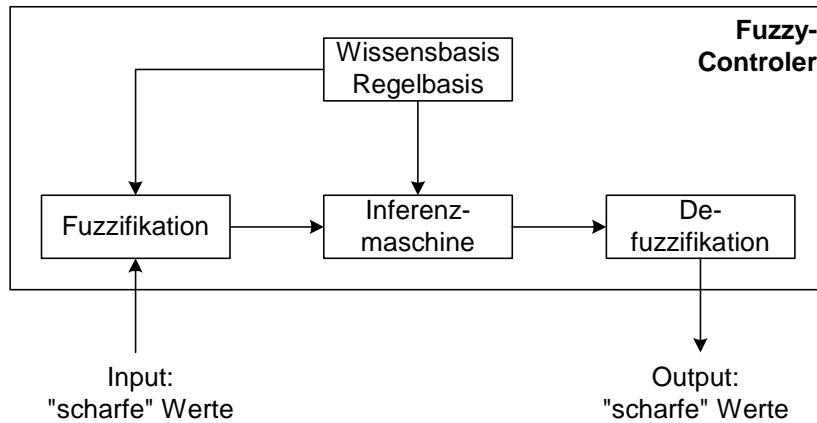 Fuzzy-
Controler
Wissensbasis
Regelbasis
Fuzzifikation
Inferenz-
maschine
De-
fuzzifikation
Input:
"scharfe" Werte
Output:
"scharfe" Werte